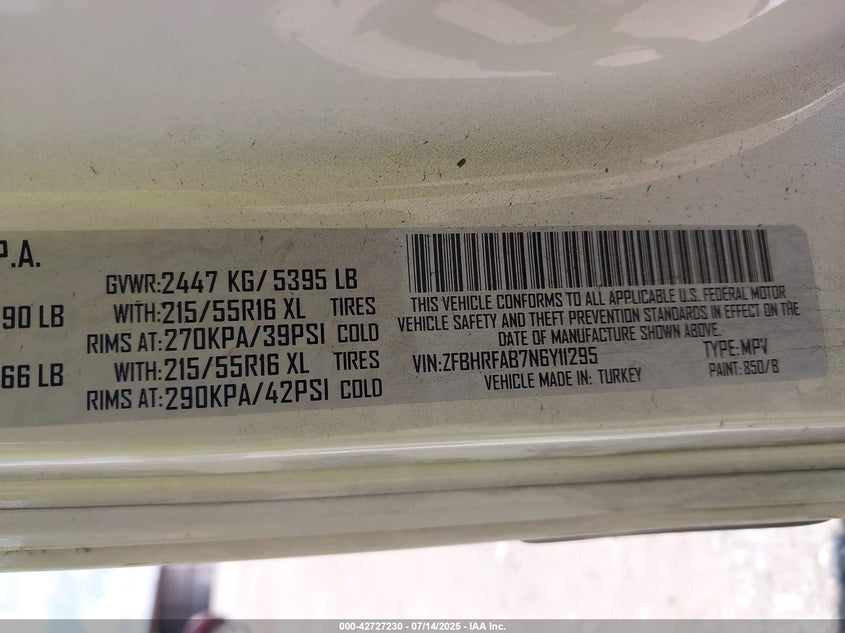 P.A.
GVWR:2447 KG/ 5395 LB
90 LB WITH:215/55R16 XL TIRES
RIMS AT:270KPA/39PSI COLD
66 LB WITH:215/55R16 XL TIRES
RIMS AT:290KPA/42PSI COLD
THIS VEHICLE CONFORMS TO ALL APPLICABLE U.S. FEDERAL MOTOR
VEHICLE SAFETY AND THEFT PREVENTION STANDARDS IN EFFECT ON THE
DATE OF MANUFACTURE SHOWN ABOVE.
VIN:ZFBHRFAB7N6Y11295 TYPE:MPV
VEHICLE MADE IN: TURKEY PAINT: 850/B
000-42727230 - 07/14/2025 - IAA Inc.